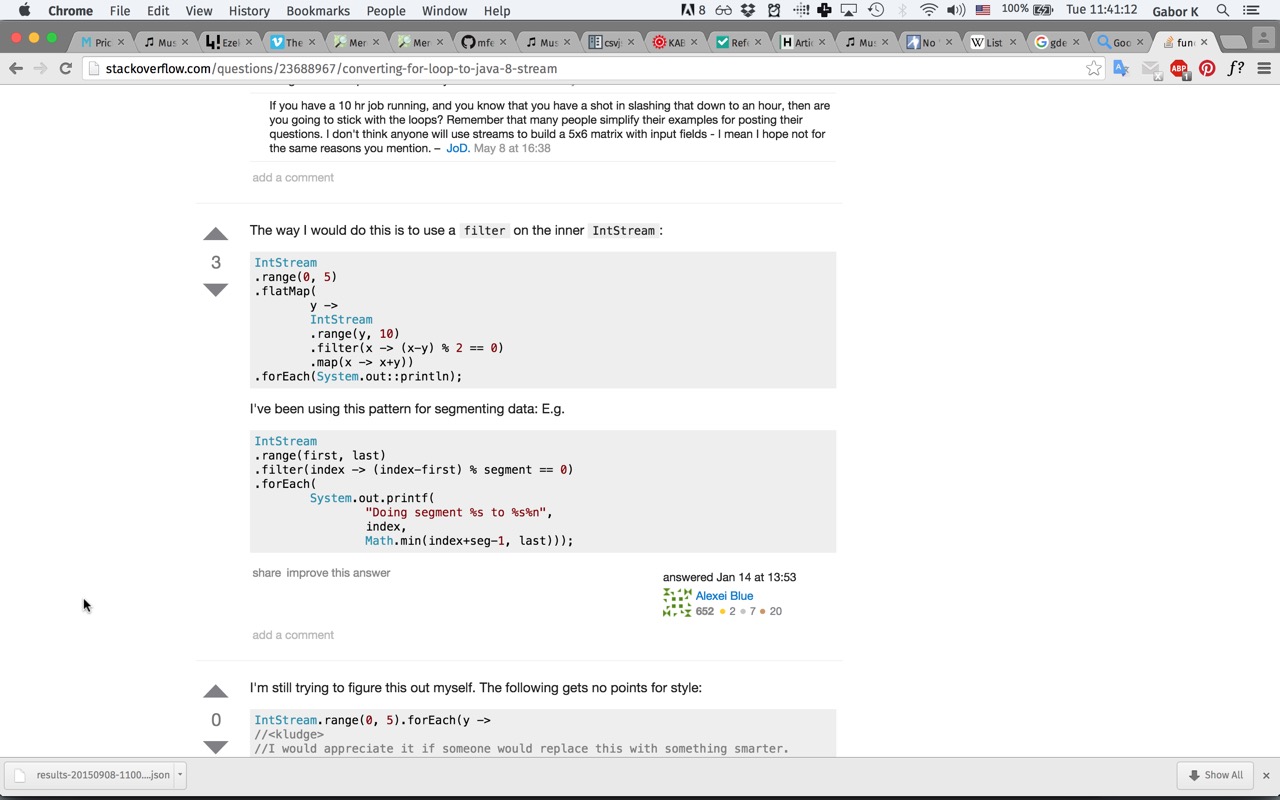 Chrome File Edit View History Bookmarks People Window Help 8 100% Tue 11:41:12 Gabor K
Pric Mus Ezel The Mer Mer mfe Mus csvj KAB Refe Artic Mus No List gde Goo fun
stackoverflow.com/questions/23688967/converting-for-loop-to-java-8-stream ABP 1 f?
If you have a 10 hr job running, and you know that you have a shot in slashing that down to an hour, then are
you going to stick with the loops? Remember that many people simplify their examples for posting their
questions. I don't think anyone will use streams to build a 5x6 matrix with input fields - I mean I hope not for
the same reasons you mention. – JoD. May 8 at 16:38
add a comment
The way I would do this is to use a filter on the inner IntStream:
3
IntStream
.range(0, 5)
.flatMap(
y ->
IntStream
.range(y, 10)
.filter(x -> (x-y) % 2 == 0)
.map(x -> x+y))
.forEach(System.out::println);
I've been using this pattern for segmenting data: E.g.
IntStream
.range(first, last)
.filter(index -> (index-first) % segment == 0)
.forEach(
System.out.printf(
"Doing segment %s to %s%n",
index,
Math.min(index+seg-1, last)));
share improve this answer
answered Jan 14 at 13:53
Alexei Blue
652 2 7 20
add a comment
I'm still trying to figure this out myself. The following gets no points for style:
0
IntStream.range(0, 5).forEach(y ->
//<kludge>
//I would appreciate it if someone would replace this with something smarter.
results-20150908-1100....json
Show All